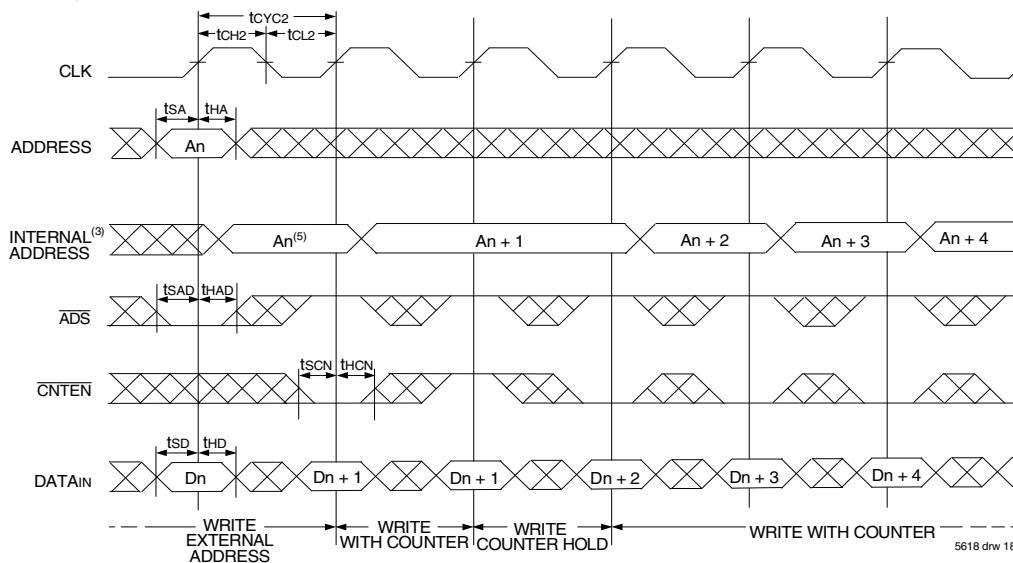 tCYC2
tCH2 tCL2
CLK
tSA tHA
ADDRESS An
INTERNAL(3) ADDRESS An(5) An + 1 An + 2 An + 3 An + 4
tSAD tHAD
ADS
tSCN tHCN
CNTEN
tSD tHD
DATAIN Dn Dn + 1 Dn + 1 Dn + 2 Dn + 3 Dn + 4
WRITE EXTERNAL ADDRESS
WRITE WITH COUNTER
WRITE COUNTER HOLD
WRITE WITH COUNTER
5618 drw 18